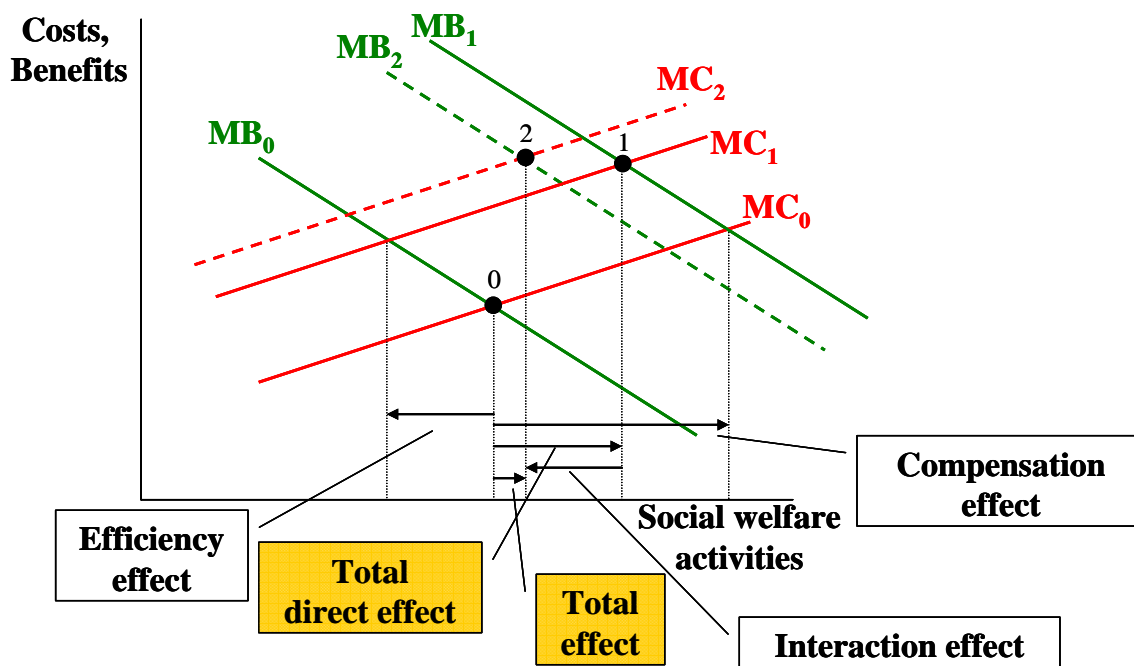 Costs,
Benefits
MB₁
MB₂
MC₂
MB₀
2
1
MC₁
MC₀
0
Compensation
effect
Social welfare
activities
Efficiency
effect
Total
direct effect
Total
effect
Interaction effect